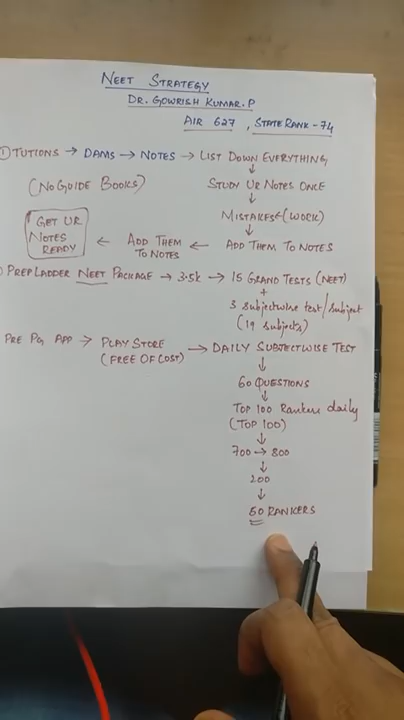 NEET STRATEGY
DR. GOWRISH KUMAR. P
AIR 627 , STATE RANK - 74
① TUTIONS → DAMS → NOTES → LIST DOWN EVERYTHING
↓
(NO GUIDE BOOKS) STUDY UR NOTES ONCE
↓
MISTAKES (WORK)
↓
GET UR NOTES READY ← ADD THEM TO NOTES ← ADD THEM TO NOTES
PREPLADDER NEET PACKAGE → 3.5k → 15 GRAND TESTS (NEET)
+
3 subjectwise test/subject
(19 subjects)
PRE PG APP → PLAY STORE (FREE OF COST) → DAILY SUBJECTWISE TEST
↓
60 QUESTIONS
↓
TOP 100 Rankers daily
(TOP 100)
↓
700 → 800
↓
200
↓
50 RANKERS